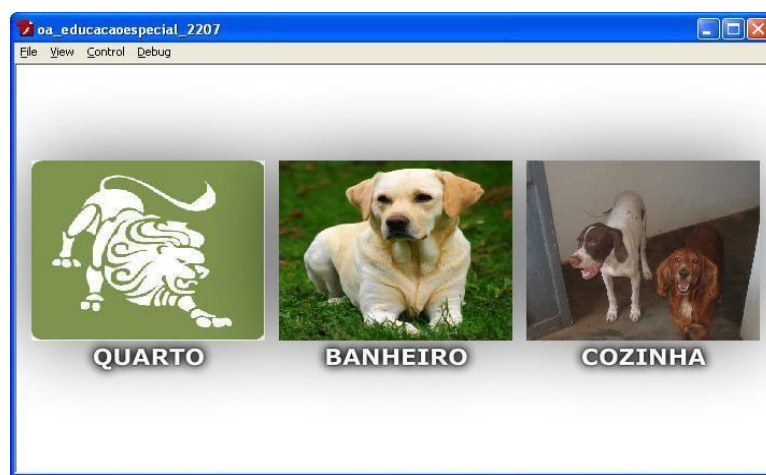 oa_educacaoespecial_2207
File View Control Debug
QUARTO BANHEIRO COZINHA